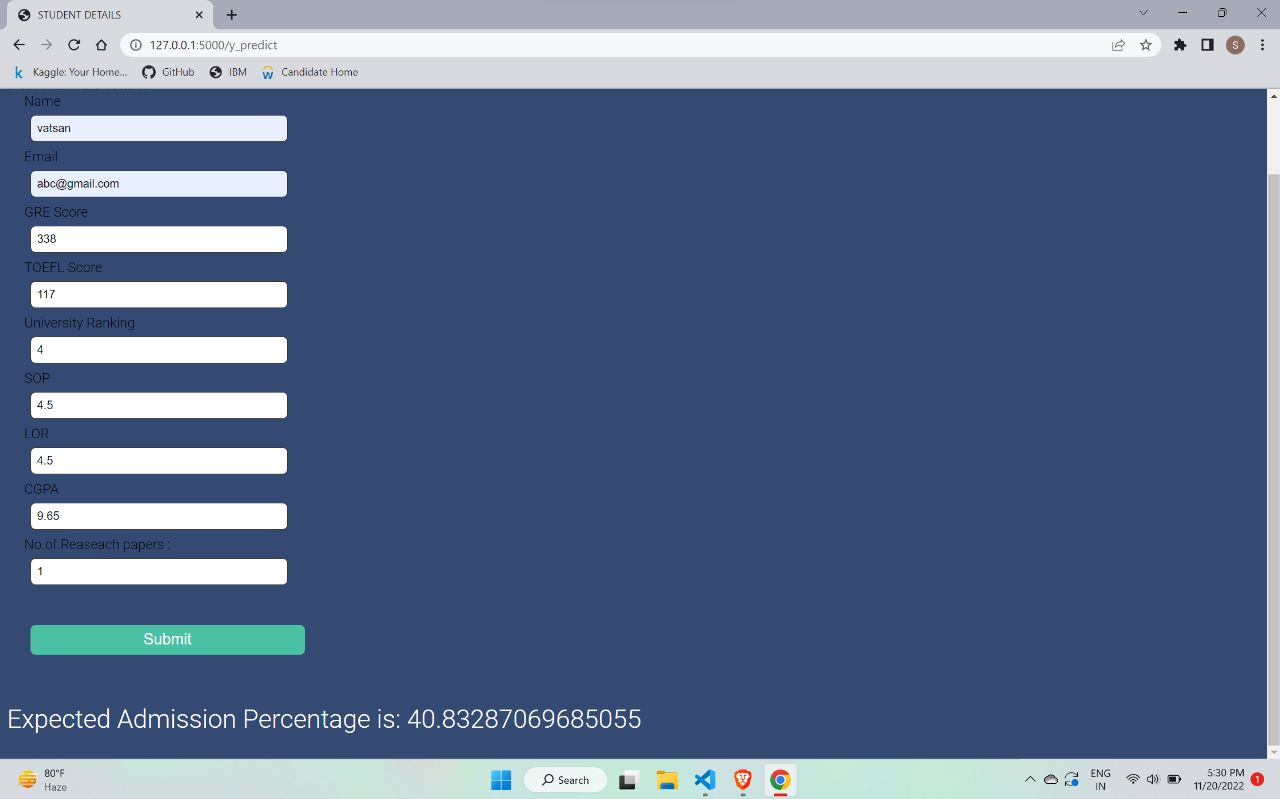 STUDENT DETAILS
127.0.0.1:5000/y_predict
S
Kaggle: Your Home...
GitHub
IBM
Candidate Home
Name
vatsan
Email
abc@gmail.com
GRE Score
338
TOEFL Score
117
University Ranking
4
SOP
4.5
LOR
4.5
CGPA
9.65
No.of.Reaseach papers :
1
Submit
Expected Admission Percentage is: 40.83287069685055
80°F
Haze
Search
ENG
IN
5:30 PM
11/20/2022
1